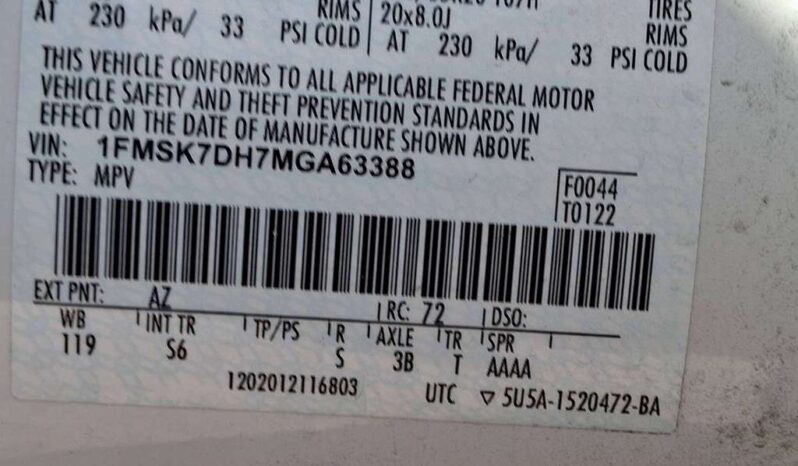 RIMS 20x8.0J TIRES
AT 230 kPa/ 33 PSI COLD AT 230 kPa/ 33 RIMS PSI COLD
THIS VEHICLE CONFORMS TO ALL APPLICABLE FEDERAL MOTOR
VEHICLE SAFETY AND THEFT PREVENTION STANDARDS IN
EFFECT ON THE DATE OF MANUFACTURE SHOWN ABOVE.
VIN: 1FMSK7DH7MGA63388
TYPE: MPV
F0044
T0122
EXT PNT: AZ RC: 72 DSO:
WB INT TR TP/PS R AXLE TR SPR
119 S6 S 3B T AAAA
1202012116803 UTC ▽ 5U5A-1520472-BA